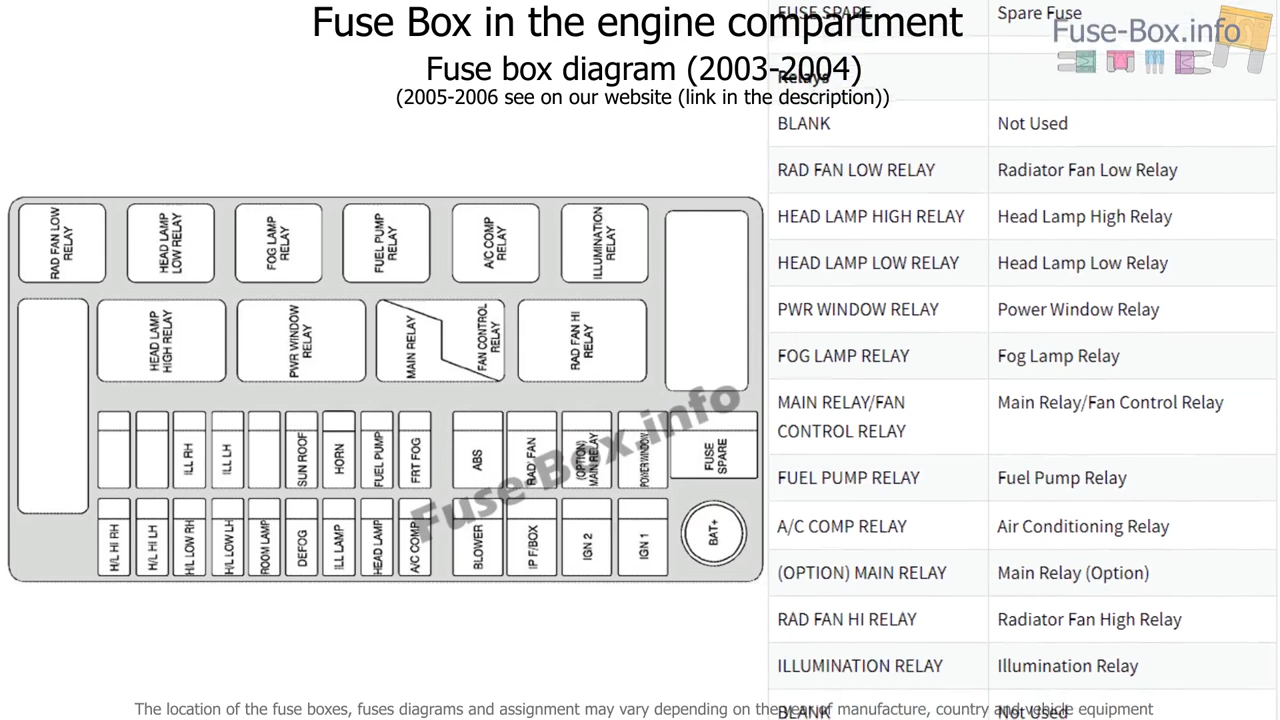 Fuse Box in the engine compartment
Fuse box diagram (2003-2004)
(2005-2006 see on our website (link in the description))
Fuse-Box.info
FUSE SPARE Spare Fuse
Relays
BLANK Not Used
RAD FAN LOW RELAY Radiator Fan Low Relay
HEAD LAMP HIGH RELAY Head Lamp High Relay
HEAD LAMP LOW RELAY Head Lamp Low Relay
PWR WINDOW RELAY Power Window Relay
FOG LAMP RELAY Fog Lamp Relay
MAIN RELAY/FAN Main Relay/Fan Control Relay
CONTROL RELAY
FUEL PUMP RELAY Fuel Pump Relay
A/C COMP RELAY Air Conditioning Relay
(OPTION) MAIN RELAY Main Relay (Option)
RAD FAN HI RELAY Radiator Fan High Relay
ILLUMINATION RELAY Illumination Relay
BLANK Not Used
RAD FAN LOW
RELAY
HEAD LAMP
LOW RELAY
FOG LAMP
RELAY
FUEL PUMP
RELAY
A/C COMP
RELAY
ILLUMINATION
RELAY
HEAD LAMP
HIGH RELAY
PWR WINDOW
RELAY
MAIN RELAY
FAN CONTROL
RELAY
RAD FAN HI
RELAY
ILL RH
ILL LH
SUN ROOF
HORN
FUEL PUMP
FRT FOG
ABS
RAD/ FAN
(OPTION)
MAIN RELAY
POWER WINDOW
FUSE
SPARE
H/L HI RH
H/L HI LH
H/L LOW RH
H/L LOW LH
ROOM LAMP
DEFOG
ILL LAMP
HEAD LAMP
A/C COMP
BLOWER
IP F/BOX
IGN 2
IGN 1
BAT+
Fuse-Box.info
The location of the fuse boxes, fuses diagrams and assignment may vary depending on the year of manufacture, country and vehicle equipment